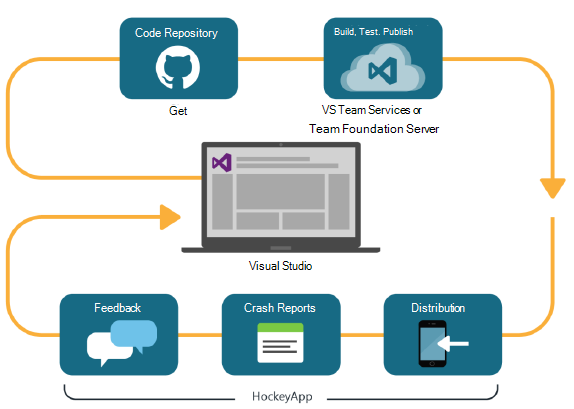 Code Repository
Build, Test. Publish
Get
VS Team Services or
Team Foundation Server
Visual Studio
Feedback
Crash Reports
Distribution
HockeyApp